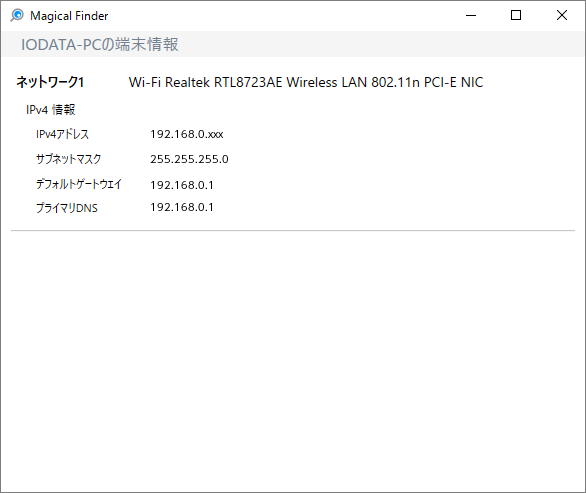 Magical Finder
IODATA-PCの端末情報
ネットワーク1 Wi-Fi Realtek RTL8723AE Wireless LAN 802.11n PCI-E NIC
IPv4 情報
IPv4アドレス 192.168.0.xxx
サブネットマスク 255.255.255.0
デフォルトゲートウェイ 192.168.0.1
プライマリDNS 192.168.0.1